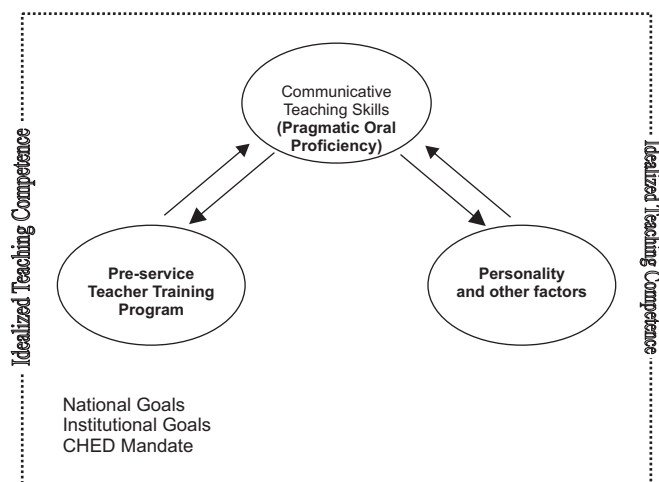 Communicative
Teaching Skills
(Pragmatic Oral
Proficiency)
Idealized Teaching Competence
Idealized Teaching Competence
Pre-service
Teacher Training
Program
Personality
and other factors
National Goals
Institutional Goals
CHED Mandate